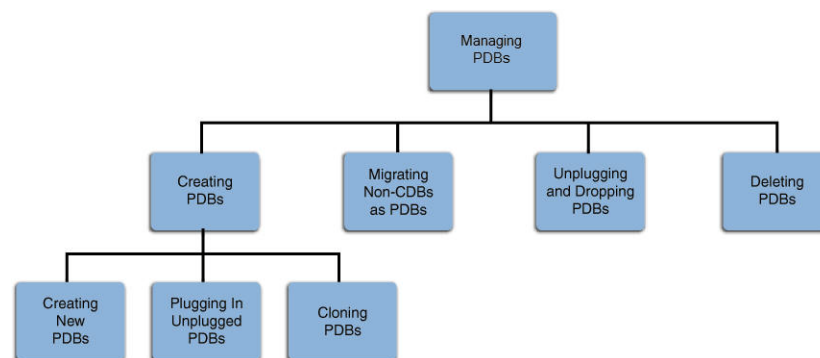 Managing
PDBs
Creating
PDBs
Migrating
Non-CDBs
as PDBs
Unplugging
and Dropping
PDBs
Deleting
PDBs
Creating
New
PDBs
Plugging In
Unplugged
PDBs
Cloning
PDBs